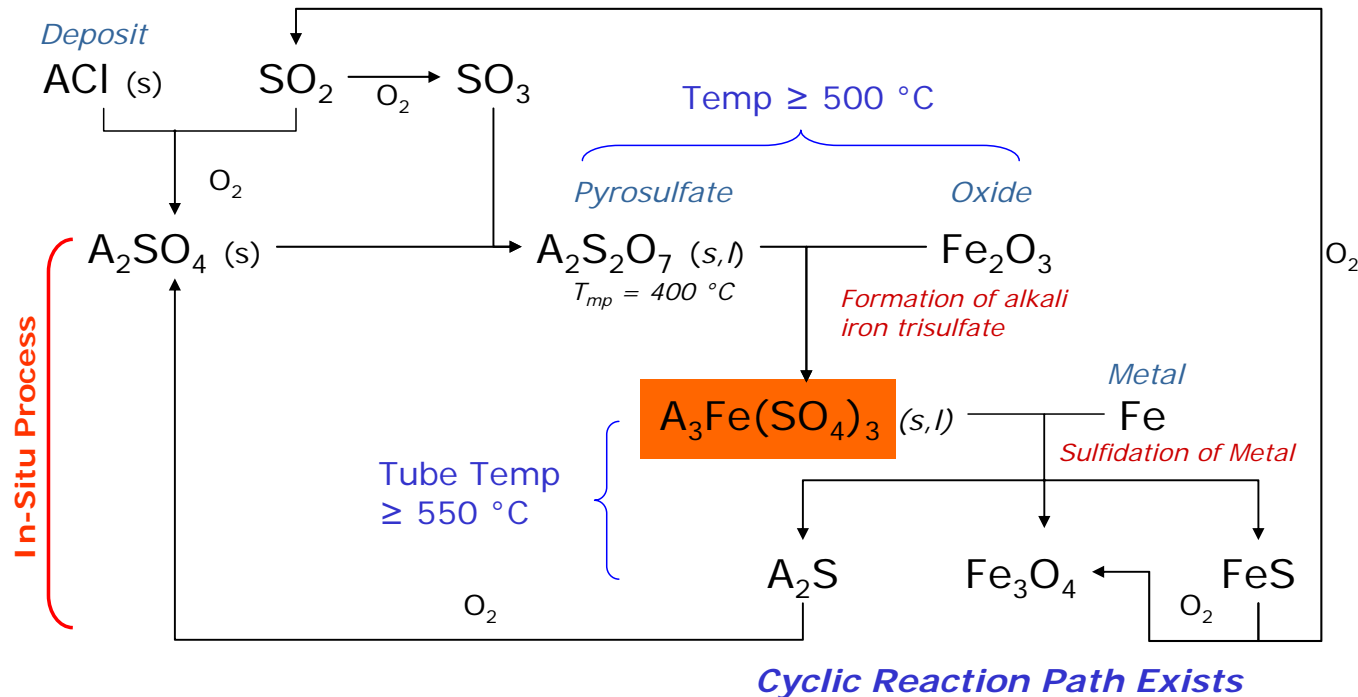 Deposit
ACl (s)
SO₂
O₂
SO₃
Temp ≥ 500 °C
O₂
Pyrosulfate
Oxide
A₂SO₄ (s)
A₂S₂O₇ (s,l)
Fe₂O₃
O₂
Tₘₚ = 400 °C
Formation of alkali
iron trisulfate
In-Situ Process
Metal
A₃Fe(SO₄)₃ (s,l)
Fe
Sulfidation of Metal
Tube Temp
≥ 550 °C
A₂S
Fe₃O₄
FeS
O₂
O₂
Cyclic Reaction Path Exists